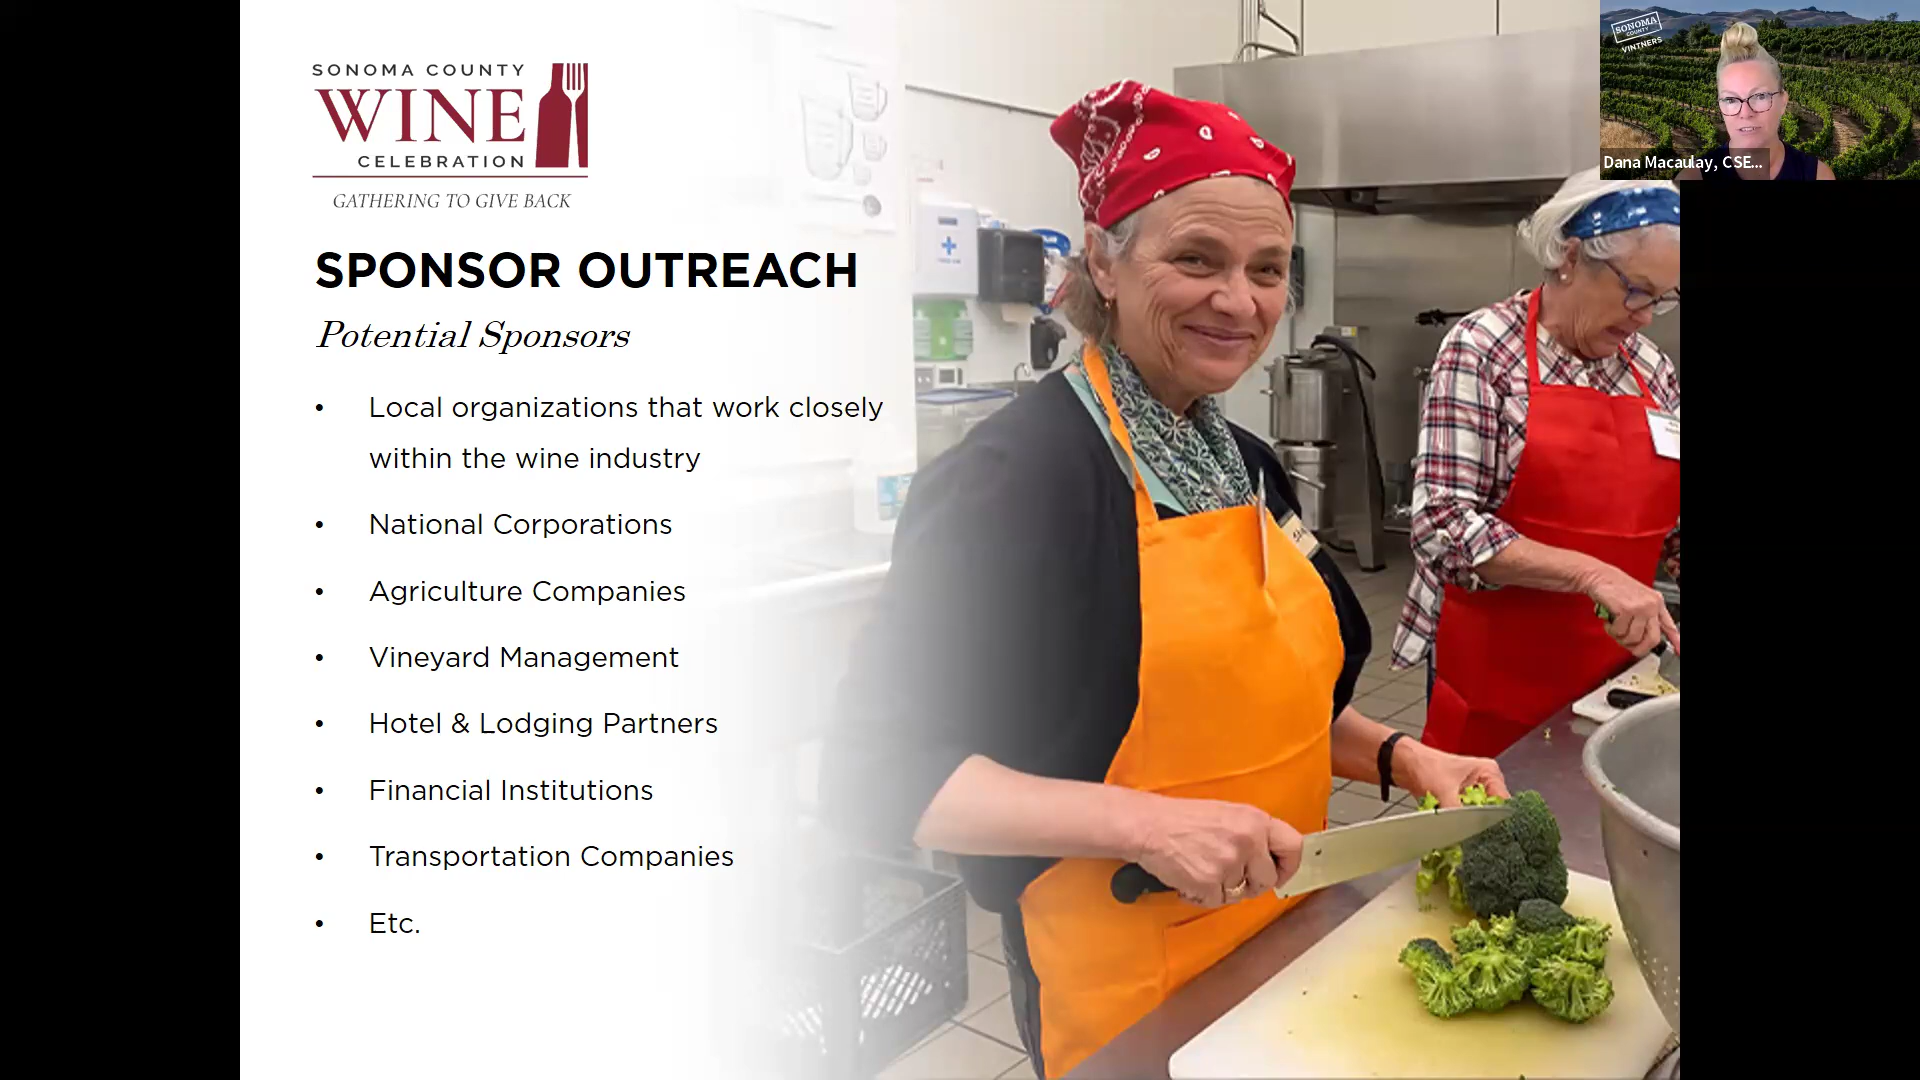 SONOMA COUNTY
WINE
CELEBRATION
GATHERING TO GIVE BACK
SPONSOR OUTREACH
Potential Sponsors
• Local organizations that work closely
within the wine industry
• National Corporations
• Agriculture Companies
• Vineyard Management
• Hotel & Lodging Partners
• Financial Institutions
• Transportation Companies
• Etc.
SONOMA
COUNTY
VINTNERS
Dana Macaulay, CSE...